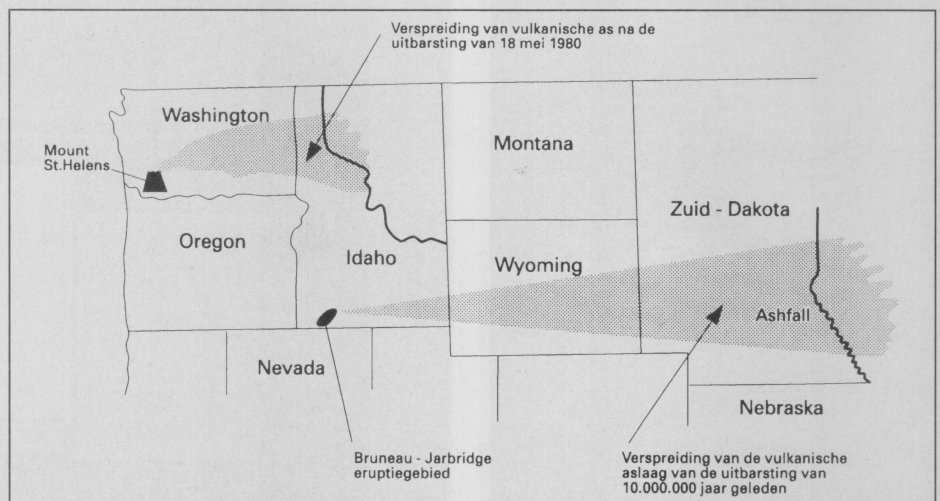 Verspreiding van vulkanische as na de
uitbarsting van 18 mei 1980
Washington
Mount
St.Helens
Montana
Zuid - Dakota
Oregon
Idaho
Wyoming
Ashfall
Nevada
Nebraska
Bruneau - Jarbridge
eruptiegebied
Verspreiding van de vulkanische
aslaag van de uitbarsting van
10.000.000 jaar geleden